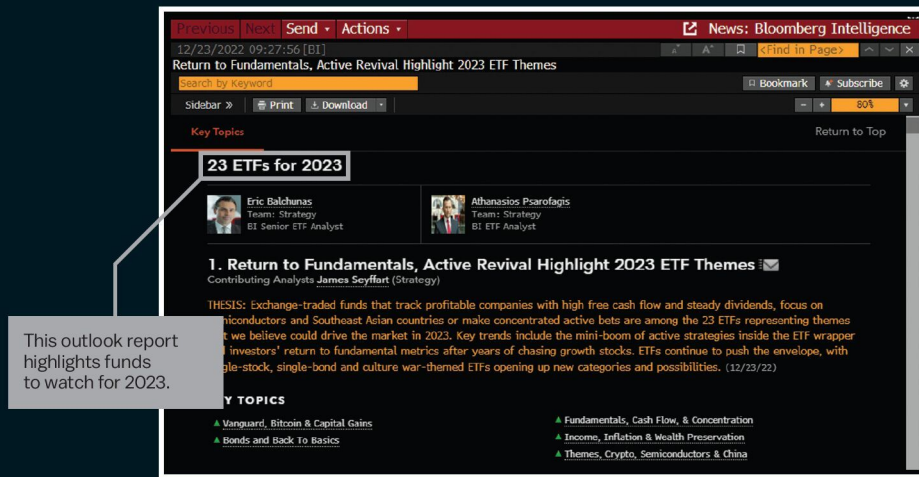 Previous Next Send Actions News: Bloomberg Intelligence
12/23/2022 09:27:56 [BI] <Find in Page>
Return to Fundamentals, Active Revival Highlight 2023 ETF Themes
Search by Keyword Bookmark Subscribe
Sidebar » Print Download - + 80%
Key Topics Return to Top
23 ETFs for 2023
Eric Balchunas
Team: Strategy
BI Senior ETF Analyst
Athanasios Psarofagis
Team: Strategy
BI ETF Analyst
1. Return to Fundamentals, Active Revival Highlight 2023 ETF Themes
Contributing Analysts James Seyffart (Strategy)
THESIS: Exchange-traded funds that track profitable companies with high free cash flow and steady dividends, focus on
semiconductors and Southeast Asian countries or make concentrated active bets are among the 23 ETFs representing themes
we believe could drive the market in 2023. Key trends include the mini-boom of active strategies inside the ETF wrapper
investors' return to fundamental metrics after years of chasing growth stocks. ETFs continue to push the envelope, with
single-stock, single-bond and culture war-themed ETFs opening up new categories and possibilities. (12/23/22)
This outlook report
highlights funds
to watch for 2023.
TOPICS
Vanguard, Bitcoin & Capital Gains
Bonds and Back To Basics
Fundamentals, Cash Flow, & Concentration
Income, Inflation & Wealth Preservation
Themes, Crypto, Semiconductors & China